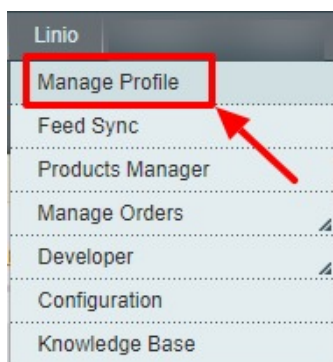 Linio
Manage Profile
Feed Sync
Products Manager
Manage Orders
Developer
Configuration
Knowledge Base